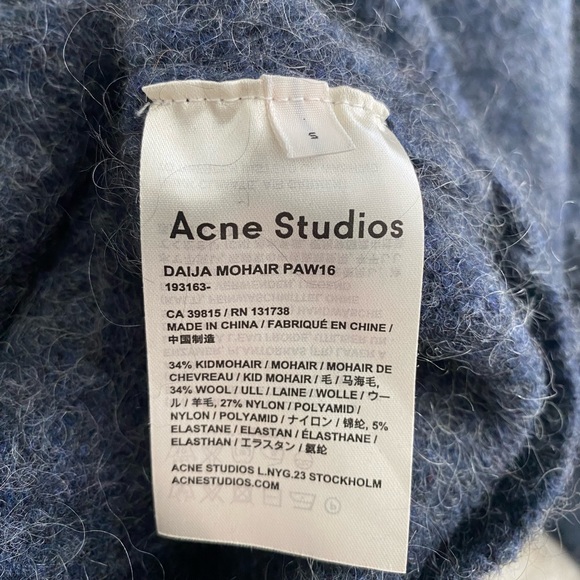 S
Acne Studios
DAIJA MOHAIR PAW16
193163-
CA 39815 / RN 131738
MADE IN CHINA / FABRIQUÉ EN CHINE /
中国制造
34% KIDMOHAIR / MOHAIR / MOHAIR DE
CHEVREAU / KID MOHAIR / 毛 / 马海毛,
34% WOOL / ULL / LAINE / WOLLE / ウー
ル / 羊毛, 27% NYLON / POLYAMID /
NYLON / POLYAMID / ナイロン / 锦纶, 5%
ELASTANE / ELASTAN / ÉLASTHANE /
ELASTHAN / エラスタン / 氨纶
ACNE STUDIOS L.NYG.23 STOCKHOLM
ACNESTUDIOS.COM